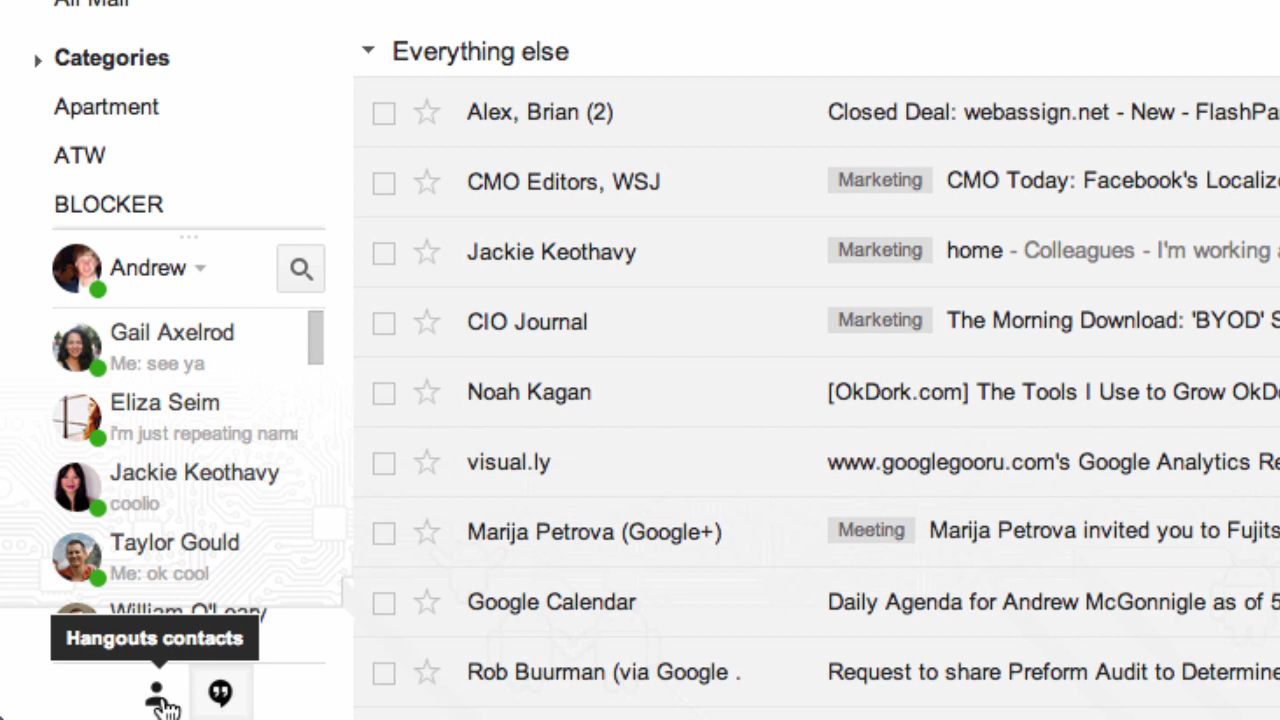 All Mail
Categories
Apartment
ATW
BLOCKER
Andrew
Gail Axelrod
Me: see ya
Eliza Seim
I'm just repeating
Jackie Keothavy
coolio
Taylor Gould
Me: ok cool
William O'Leary
Hangouts contacts
Everything else
Alex, Brian (2) Closed Deal: webassign.net - New - FlashPa
CMO Editors, WSJ Marketing CMO Today: Facebook's Localiz
Jackie Keothavy Marketing home - Colleagues - I'm working
CIO Journal Marketing The Morning Download: 'BYOD' S
Noah Kagan [OkDork.com] The Tools I Use to Grow OkD
visual.ly www.googlegooru.com's Google Analytics Re
Marija Petrova (Google+) Meeting Marija Petrova invited you to Fujits
Google Calendar Daily Agenda for Andrew McGonnigle as of 5
Rob Buurman (via Google . Request to share Preform Audit to Determine